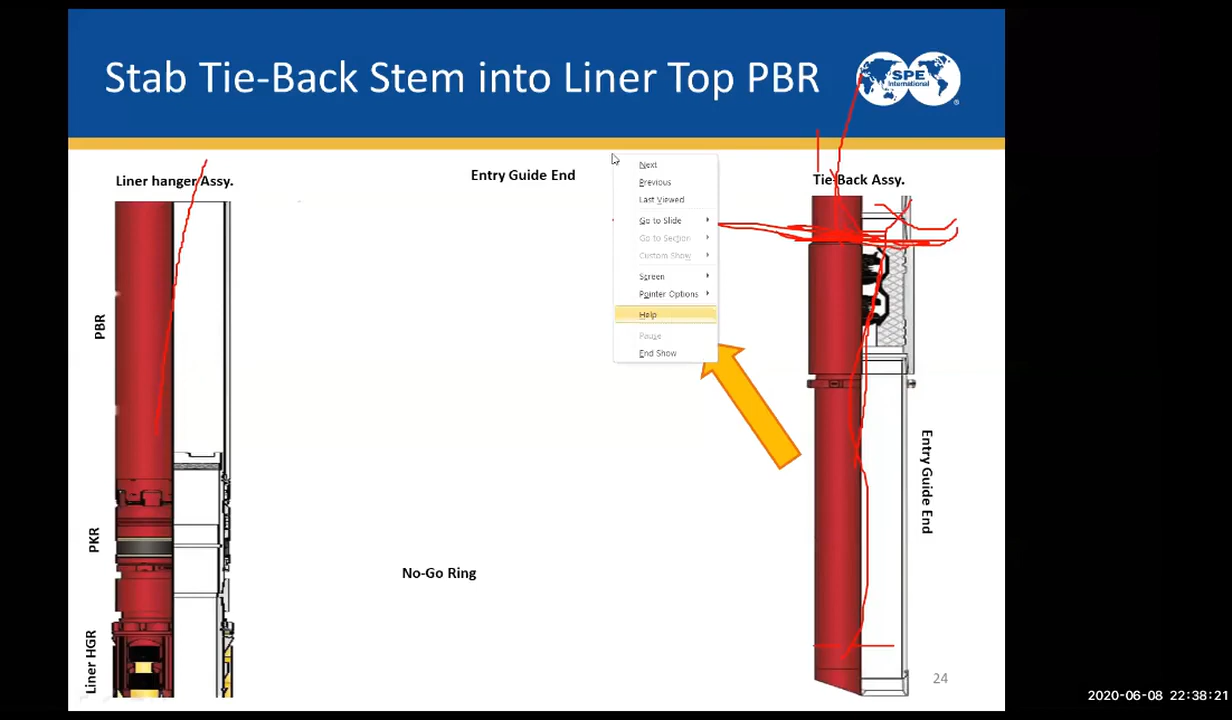 Stab Tie-Back Stem into Liner Top PBR
SPE
International
Liner hanger Assy.
Entry Guide End
Tie-Back Assy.
Next
Previous
Last Viewed
Go to Slide
Go to Section
Custom Show
Screen
Pointer Options
Help
Pause
End Show
PBR
PKR
Liner HGR
No-Go Ring
Entry Guide End
24
2020-06-08 22:38:21